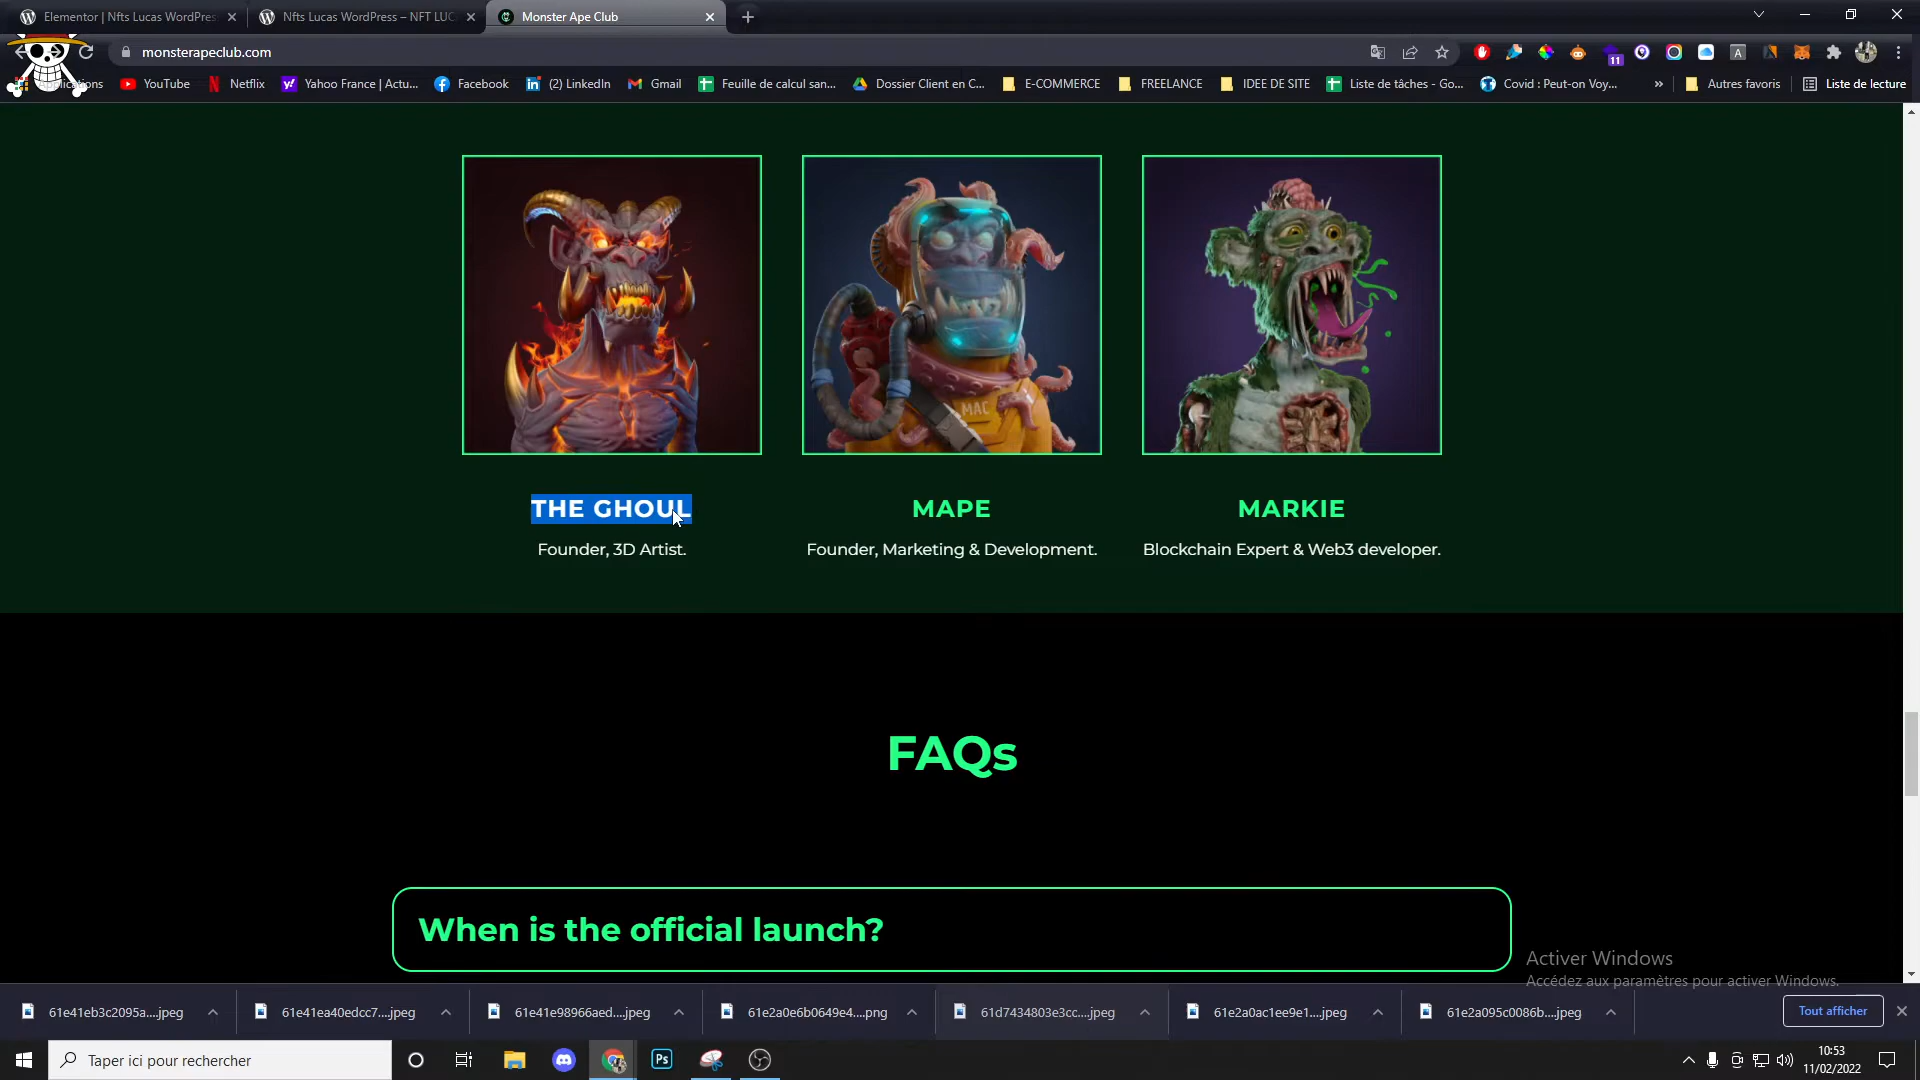 Elementor | Nfts Lucas WordPres
Nfts Lucas WordPress – NFT LUC
Monster Ape Club
monsterapeclub.com
11
YouTube
Netflix
Yahoo France | Actu...
Facebook
(2) LinkedIn
Gmail
Feuille de calcul san...
Dossier Client en C...
E-COMMERCE
FREELANCE
IDEE DE SITE
Liste de tâches - Go...
Covid : Peut-on Voy...
»
Autres favoris
Liste de lecture
MAC
THE GHOUL
MAPE
MARKIE
Founder, 3D Artist.
Founder, Marketing & Development.
Blockchain Expert & Web3 developer.
FAQs
When is the official launch?
Activer Windows
Accédez aux paramètres pour activer Windows.
61e41eb3c2095a....jpeg
61e41ea40edcc7....jpeg
61e41e98966aed....jpeg
61e2a0e6b0649e4....png
61d7434803e3cc....jpeg
61e2a0ac1ee9e1....jpeg
61e2a095c0086b....jpeg
Tout afficher
Taper ici pour rechercher
Ps
10:53
11/02/2022